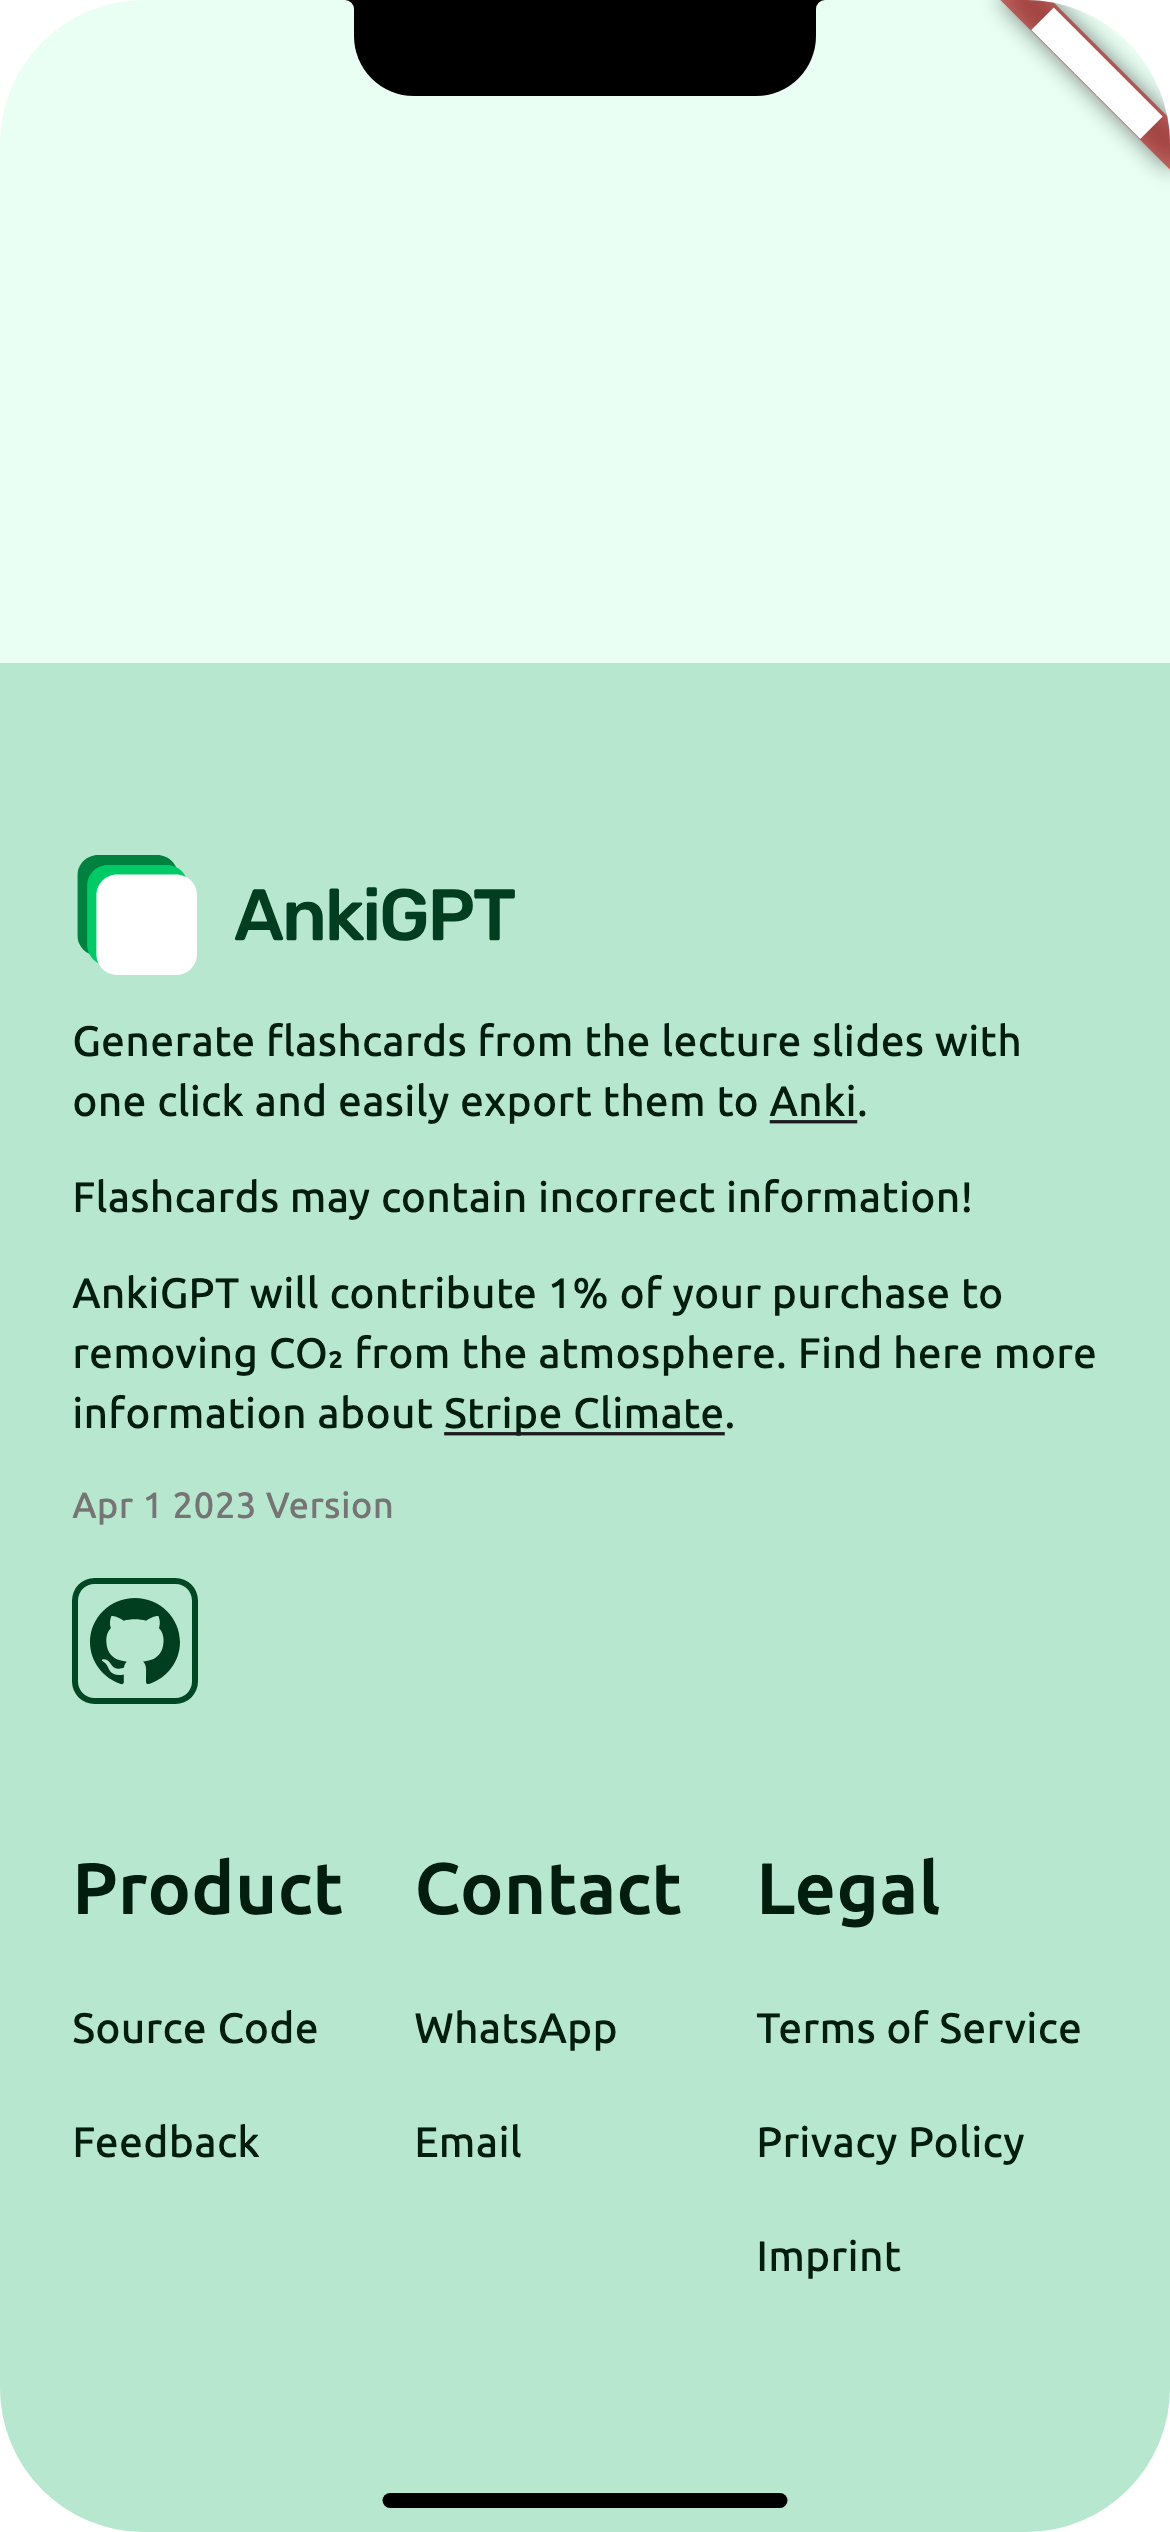 AnkiGPT
Generate flashcards from the lecture slides with
one click and easily export them to Anki.
Flashcards may contain incorrect information!
AnkiGPT will contribute 1% of your purchase to
removing CO₂ from the atmosphere. Find here more
information about Stripe Climate.
Apr 1 2023 Version
Product
Contact
Legal
Source Code
WhatsApp
Terms of Service
Feedback
Email
Privacy Policy
Imprint